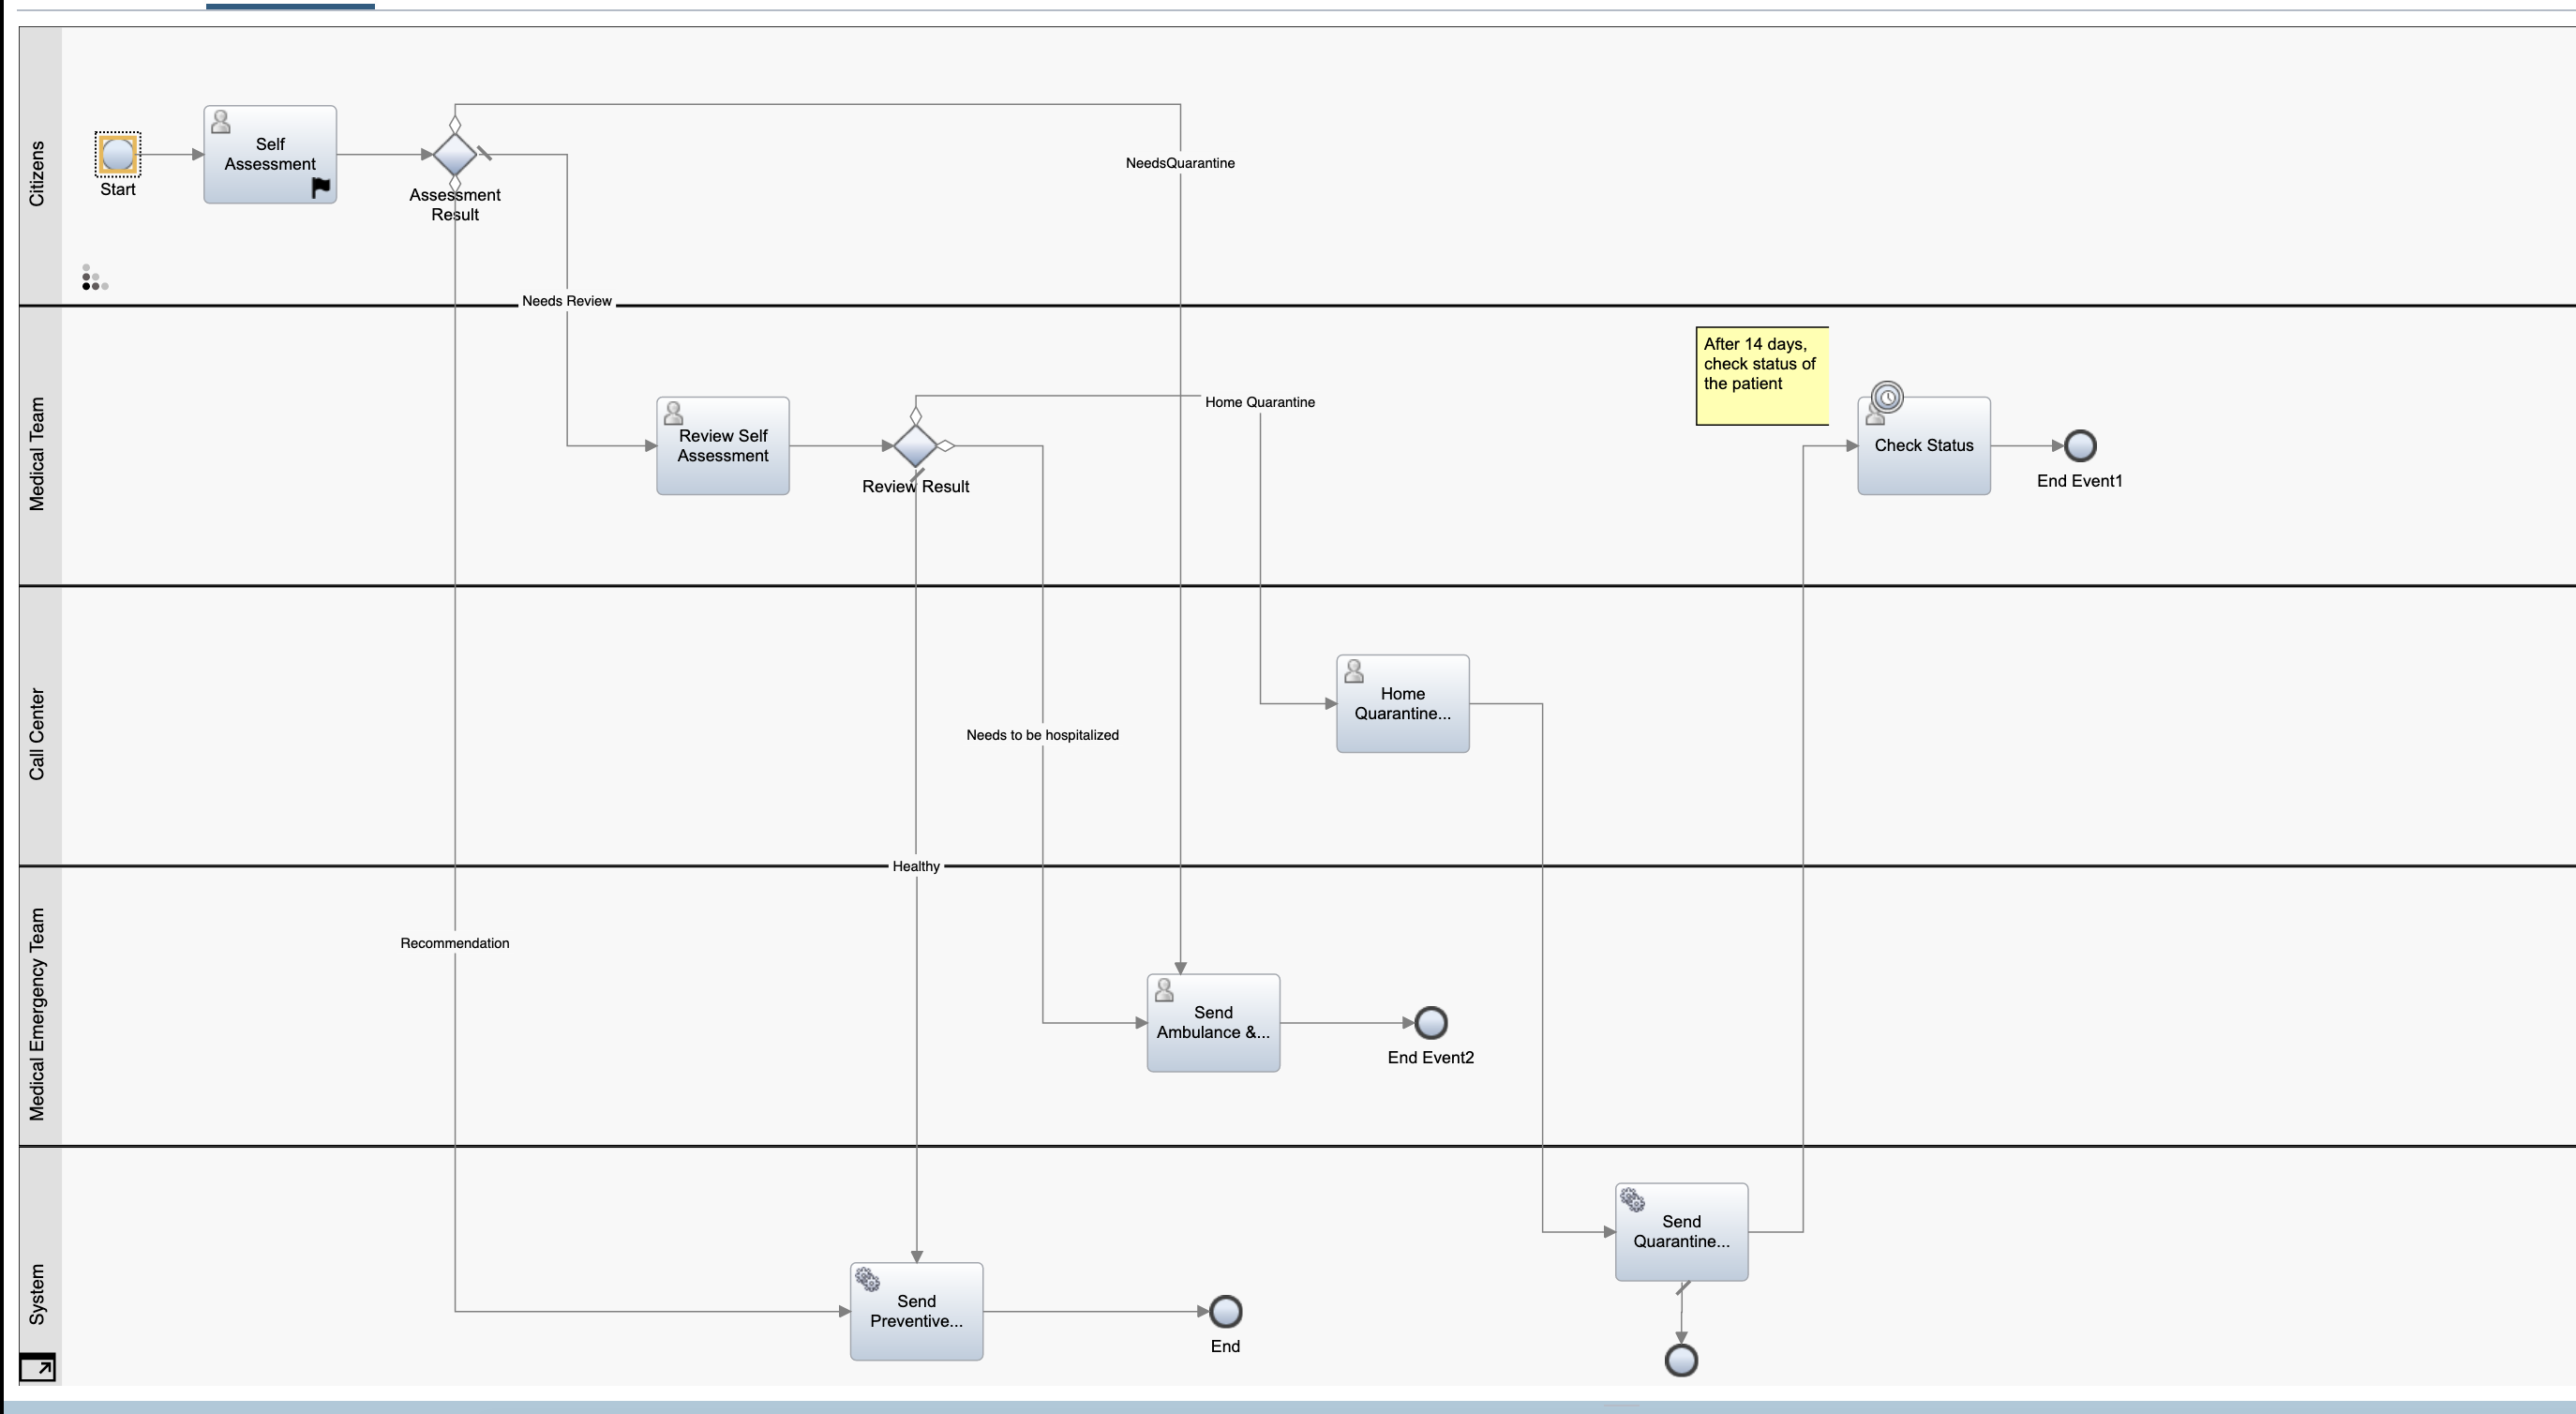 Citizens
Start
Self
Assessment
Assessment
Result
NeedsQuarantine
Needs Review
Medical Team
Review Self
Assessment
Review Result
Home Quarantine
After 14 days,
check status of
the patient
Check Status
End Event1
Call Center
Home
Quarantine...
Needs to be hospitalized
Healthy
Medical Emergency Team
Recommendation
Send
Ambulance &...
End Event2
System
Send
Quarantine...
Send
Preventive...
End